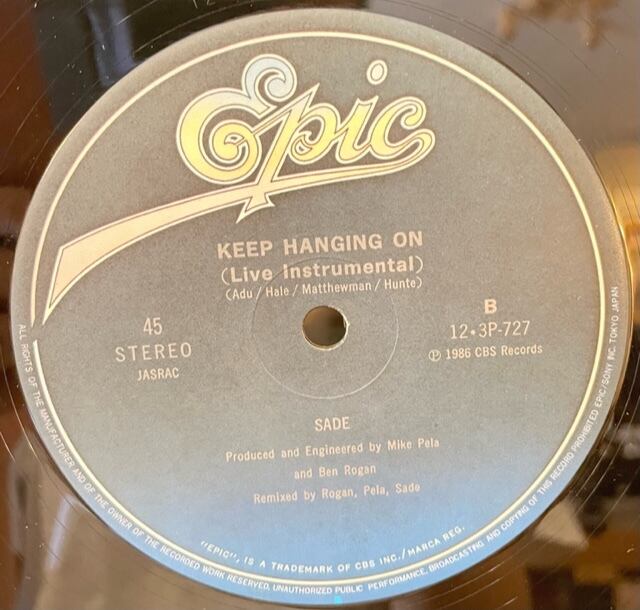 Epic
KEEP HANGING ON
(Live Instrumental)
(Adu / Hale / Matthewman / Hunte)
45
STEREO
JASRAC
B
12•3P-727
℗ 1986 CBS Records
SADE
Produced and Engineered by Mike Pela
and Ben Rogan
Remixed by Rogan, Pela, Sade
"EPIC", IS A TRADEMARK OF CBS INC./MARCA REG.
ALL RIGHTS OF THE MANUFACTURER AND OF THE OWNER OF THE RECORDED WORK RESERVED. UNAUTHORIZED PUBLIC PERFORMANCE, BROADCASTING AND COPYING OF THIS RECORD PROHIBITED EPIC/SONY INC. TOKYO JAPAN